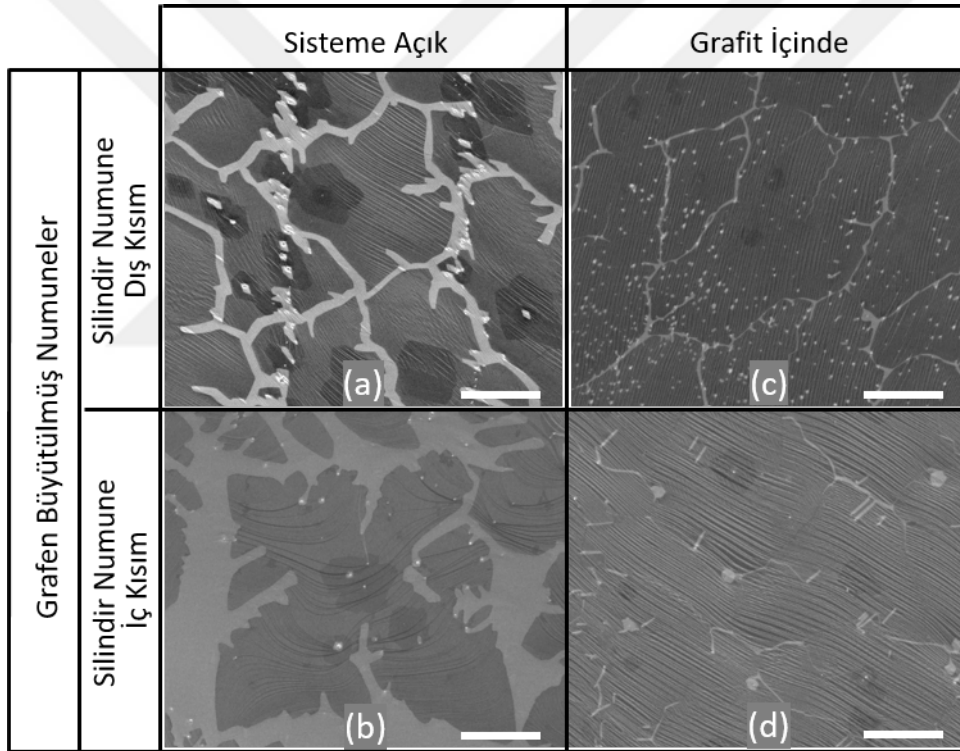 Sisteme Açık
Grafit İçinde
Grafen Büyütülmüş Numuneler
Silindir Numune
Dış Kısım
(a)
(c)
Silindir Numune
İç Kısım
(b)
(d)